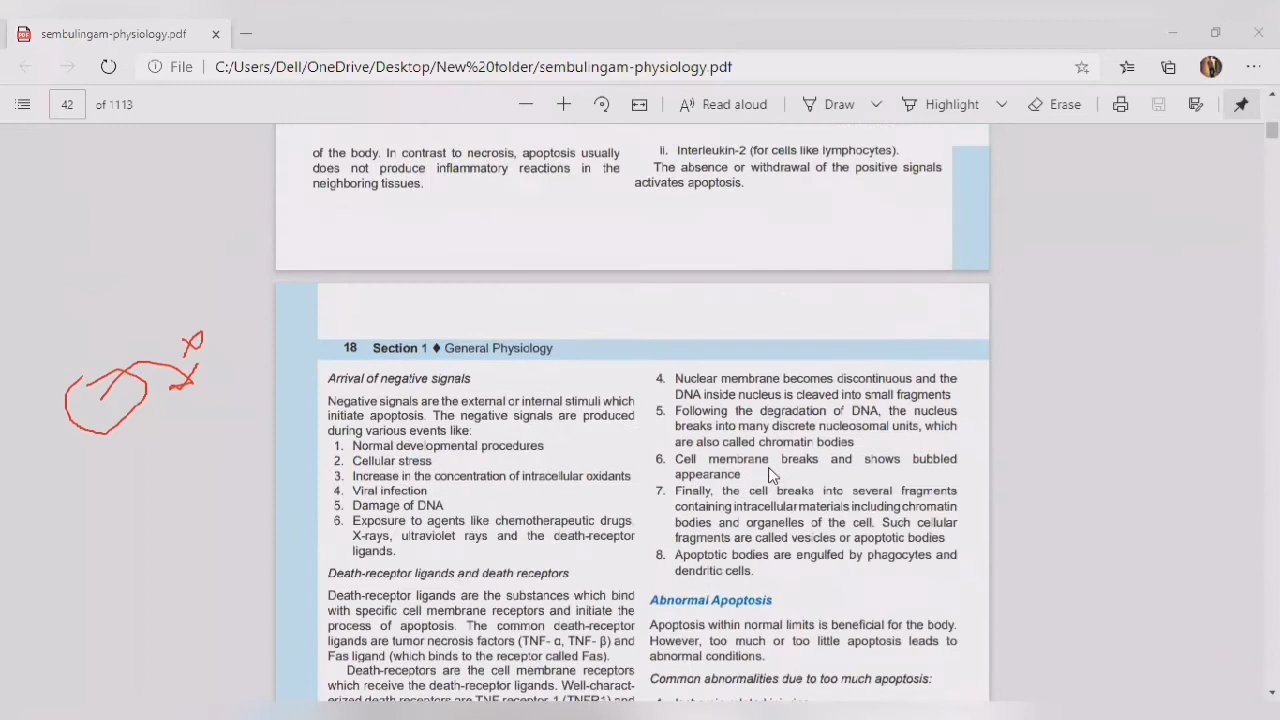 sembulingam-physiology.pdf
File
C:/Users/Dell/OneDrive/Desktop/New%20folder/sembulingam-physiology.pdf
42 of 1113
Read aloud
Draw
Highlight
Erase
of the body. In contrast to necrosis, apoptosis usually
does not produce inflammatory reactions in the
neighboring tissues.
ii. Interleukin-2 (for cells like lymphocytes).
The absence or withdrawal of the positive signals
activates apoptosis.
18 Section 1 ♦ General Physiology
Arrival of negative signals
Negative signals are the external or internal stimuli which
initiate apoptosis. The negative signals are produced
during various events like:
1. Normal developmental procedures
2. Cellular stress
3. Increase in the concentration of intracellular oxidants
4. Viral infection
5. Damage of DNA
6. Exposure to agents like chemotherapeutic drugs,
X-rays, ultraviolet rays and the death-receptor
ligands.
Death-receptor ligands and death receptors
Death-receptor ligands are the substances which bind
with specific cell membrane receptors and initiate the
process of apoptosis. The common death-receptor
ligands are tumor necrosis factors (TNF- α, TNF- β) and
Fas ligand (which binds to the receptor called Fas).
Death-receptors are the cell membrane receptors
which receive the death-receptor ligands. Well-charact-
erized death receptors are TNF receptor-1 (TNFR1) and
4. Nuclear membrane becomes discontinuous and the
DNA inside nucleus is cleaved into small fragments
5. Following the degradation of DNA, the nucleus
breaks into many discrete nucleosomal units, which
are also called chromatin bodies
6. Cell membrane breaks and shows bubbled
appearance
7. Finally, the cell breaks into several fragments
containing intracellular materials including chromatin
bodies and organelles of the cell. Such cellular
fragments are called vesicles or apoptotic bodies
8. Apoptotic bodies are engulfed by phagocytes and
dendritic cells.
Abnormal Apoptosis
Apoptosis within normal limits is beneficial for the body.
However, too much or too little apoptosis leads to
abnormal conditions.
Common abnormalities due to too much apoptosis: